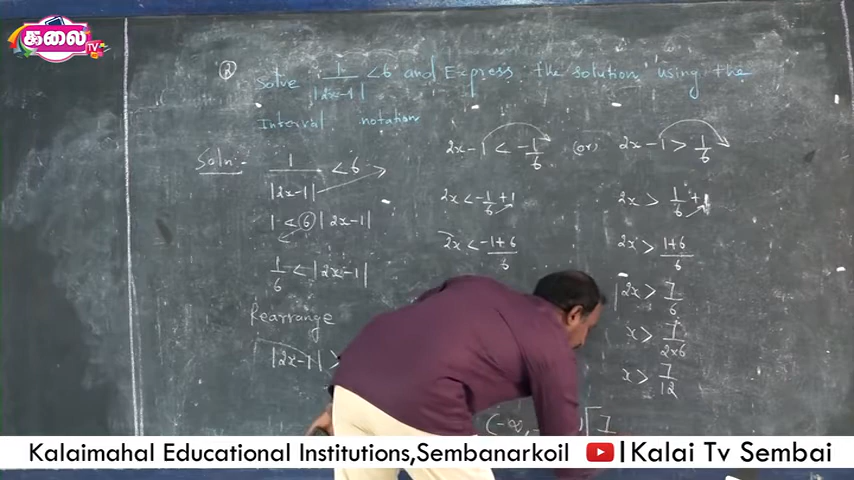 கலை TV
Solve 1/|2x-1| < 6 and Express the solution using the
Interval notation
Soln:-
1/|2x-1| < 6
1 < 6 |2x-1|
1/6 < |2x-1|
Rearrange
|2x-1| >
2x-1 < -1/6 (or) 2x-1 > 1/6
2x < -1/6 + 1
2x < -1+6/6
2x > 1/6 + 1
2x > 1+6/6
2x > 7/6
x > 7/2x6
x > 7/12
(-∞,
Kalaimahal Educational Institutions,Sembanarkoil
|Kalai Tv Sembai